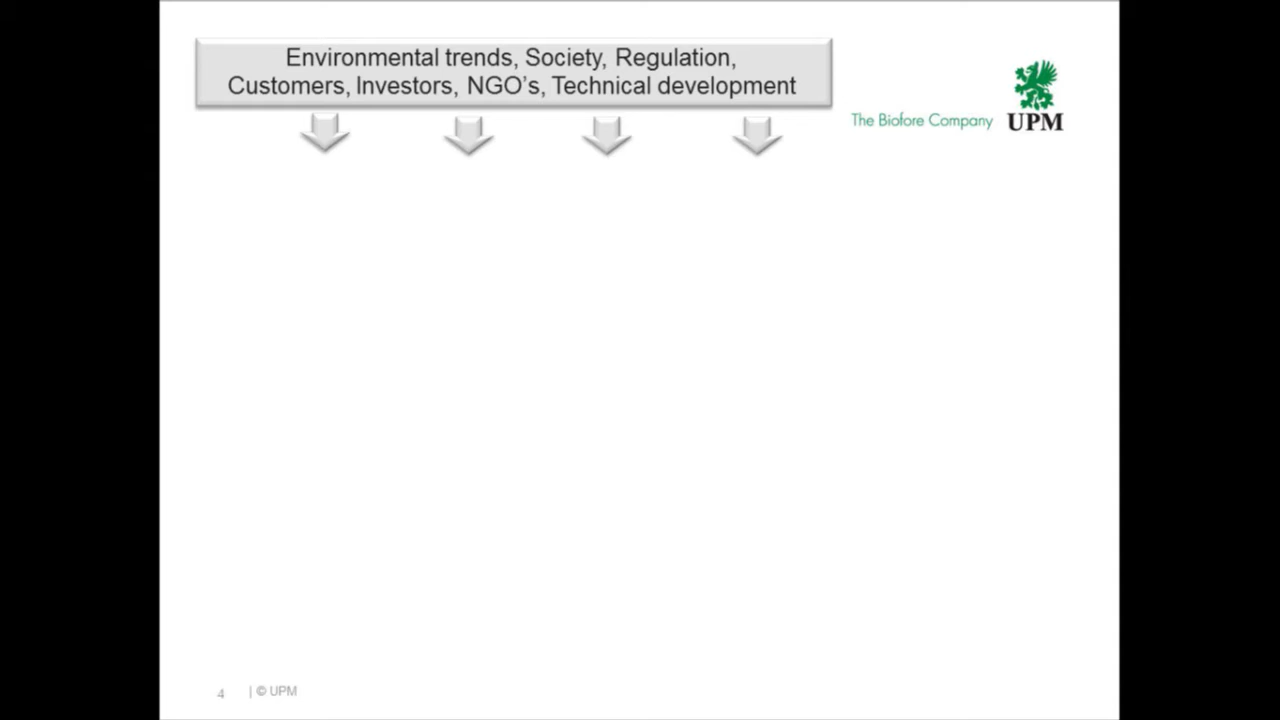 Environmental trends, Society, Regulation,
Customers, Investors, NGO's, Technical development
The Biofore Company
UPM
4 | © UPM